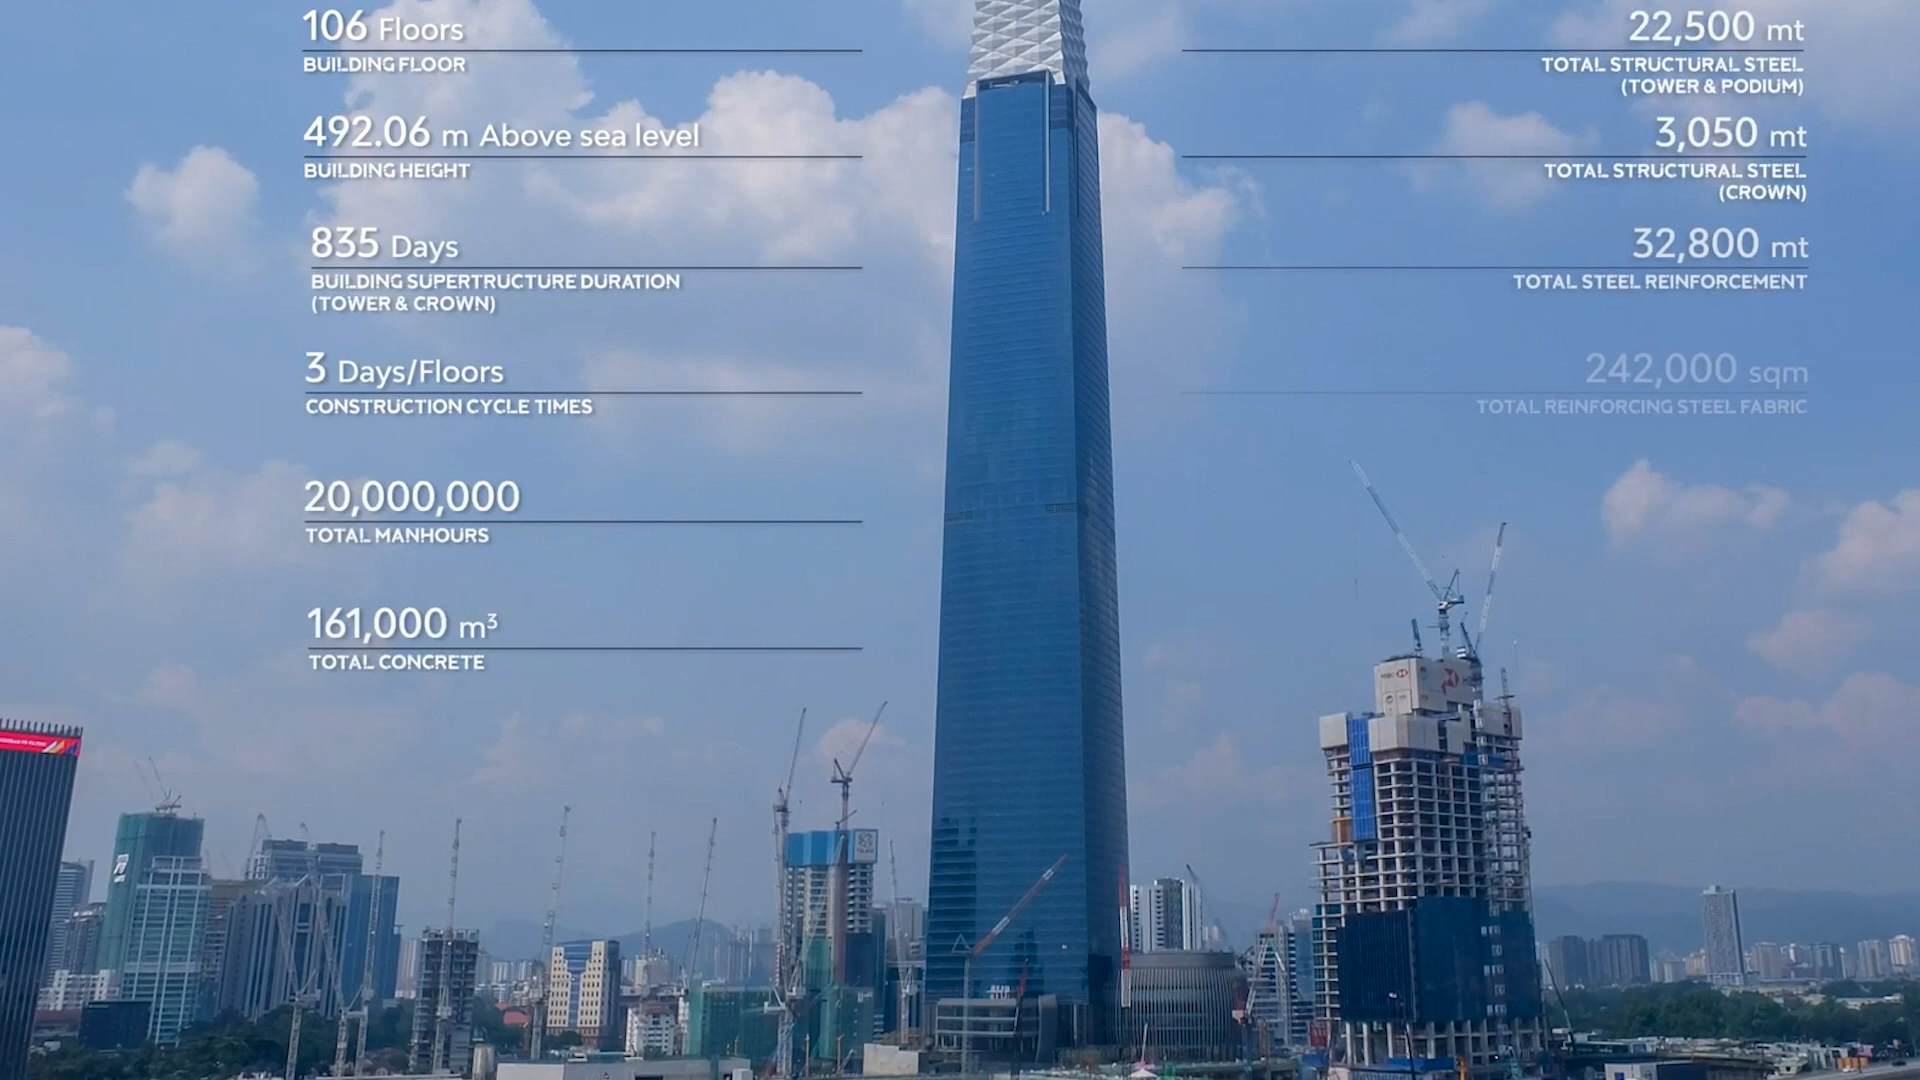 106 Floors
BUILDING FLOOR
492.06 m Above sea level
BUILDING HEIGHT
835 Days
BUILDING SUPERTRUCTURE DURATION
(TOWER & CROWN)
3 Days/Floors
CONSTRUCTION CYCLE TIMES
20,000,000
TOTAL MANHOURS
161,000 m³
TOTAL CONCRETE
22,500 mt
TOTAL STRUCTURAL STEEL
(TOWER & PODIUM)
3,050 mt
TOTAL STRUCTURAL STEEL
(CROWN)
32,800 mt
TOTAL STEEL REINFORCEMENT
242,000 sqm
TOTAL REINFORCING STEEL FABRIC